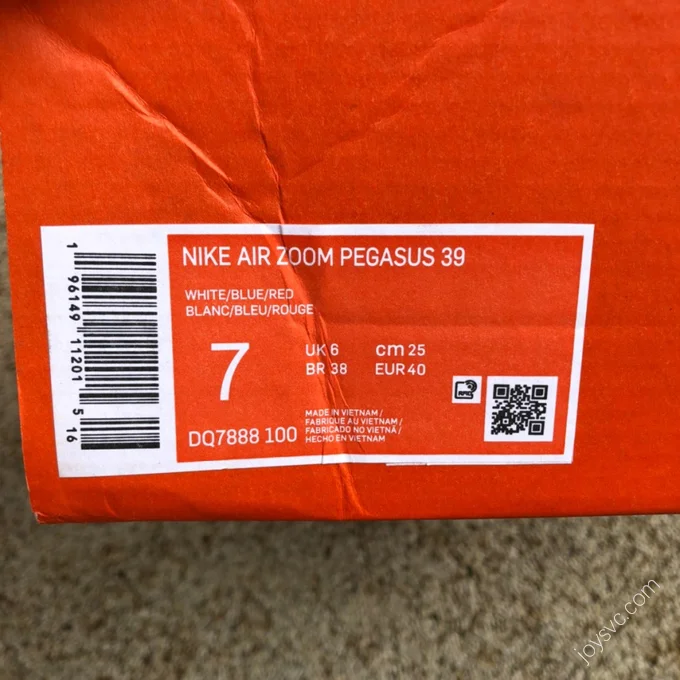 NIKE AIR ZOOM PEGASUS 39
WHITE/BLUE/RED
BLANC/BLEU/ROUGE
7
UK 6 cm 25
BR 38 EUR 40
DQ7888 100
MADE IN VIETNAM /
FABRIQUE AU VIETNAM /
FABRICADO NO VIETNÃ /
HECHO EN VIETNAM
1 96149 11201 5 16
joysvc.com